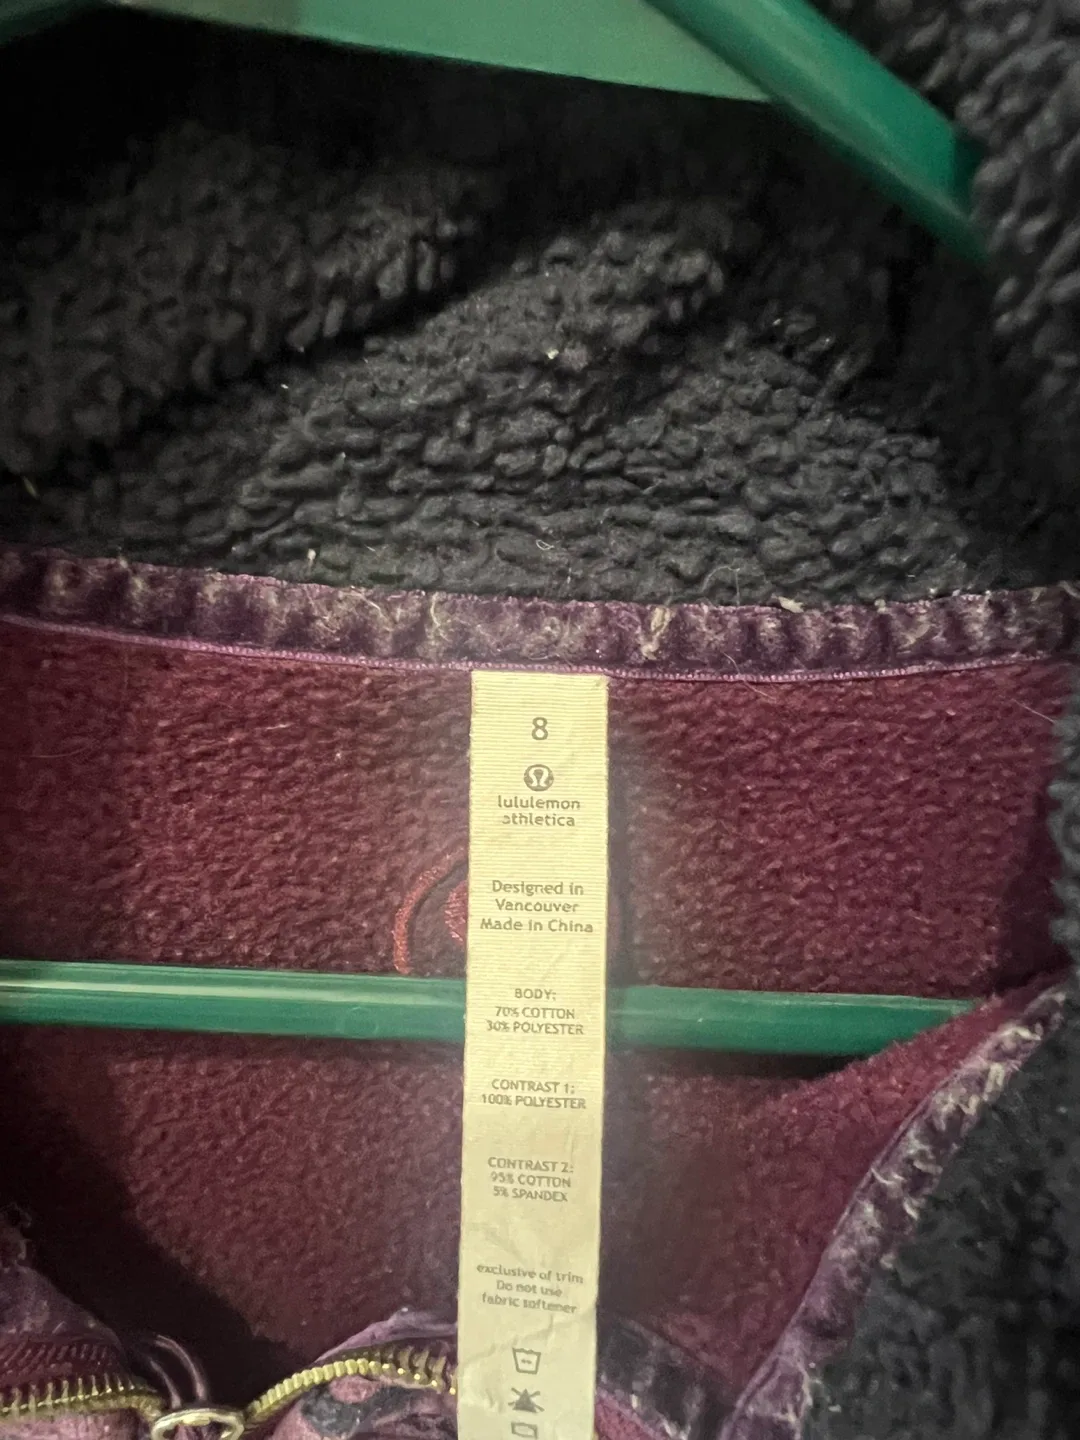 8
lululemon
athletica
Designed in
Vancouver
Made in China
BODY:
70% COTTON
30% POLYESTER
CONTRAST 1:
100% POLYESTER
CONTRAST 2:
95% COTTON
5% SPANDEX
exclusive of trim
Do not use
fabric softener